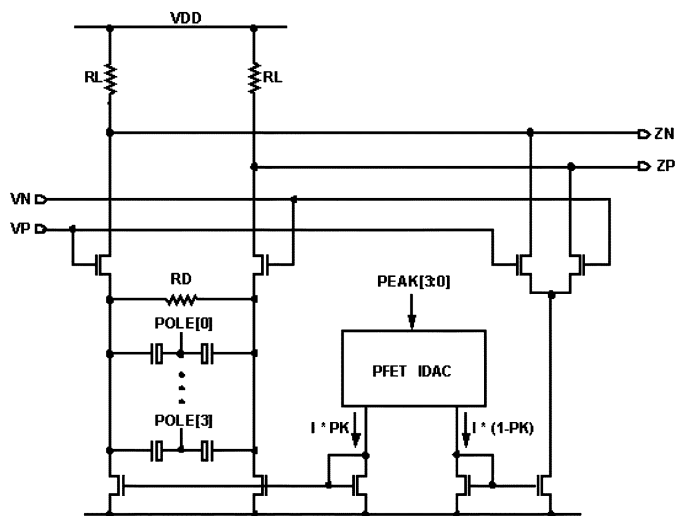 VDD
RL
RL
ZN
ZP
VN
VP
RD
PEAK[3:0]
POLE[0]
PFET IDAC
POLE[3]
I * PK
I * (1-PK)